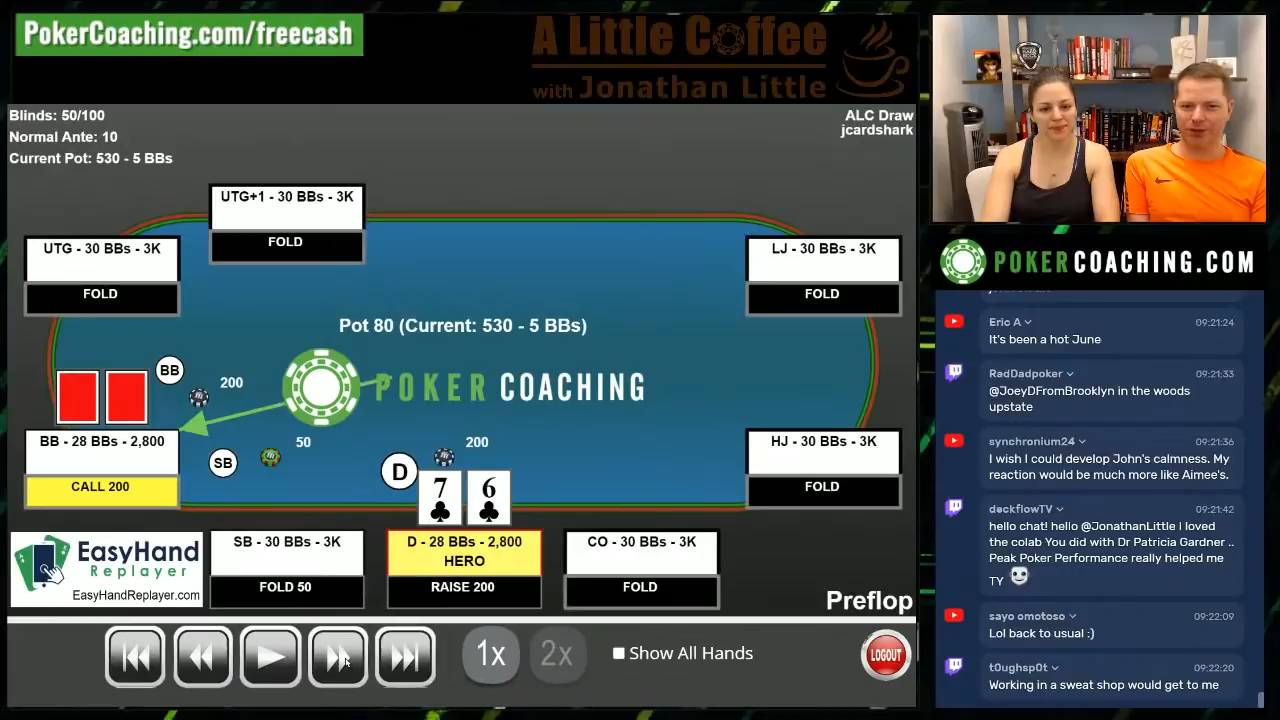 PokerCoaching.com/freecash
A Little Coffee
with Jonathan Little
Blinds: 50/100
Normal Ante: 10
Current Pot: 530 - 5 BBs
ALC Draw
jcardshark
UTG+1 - 30 BBs - 3K
FOLD
UTG - 30 BBs - 3K
FOLD
LJ - 30 BBs - 3K
FOLD
Pot 80 (Current: 530 - 5 BBs)
POKER COACHING
BB
200
BB - 28 BBs - 2,800
CALL 200
SB
50
D
200
7 6
HJ - 30 BBs - 3K
FOLD
EasyHand
Replayer
EasyHandReplayer.com
SB - 30 BBs - 3K
FOLD 50
D - 28 BBs - 2,800
HERO
RAISE 200
CO - 30 BBs - 3K
FOLD
Preflop
1x
2x
Show All Hands
LOGOUT
POKERCOACHING.COM
Eric A
09:21:24
It's been a hot June
RadDadpoker
09:21:33
@JoeyDFromBrooklyn in the woods
upstate
synchronium24
09:21:36
I wish I could develop John's calmness. My
reaction would be much more like Aimee's.
deckflowTV
09:21:42
hello chat! hello @JonathanLittle I loved
the colab You did with Dr Patricia Gardner ..
Peak Poker Performance really helped me
TY
sayo omotoso
09:22:09
Lol back to usual :)
t0ughsp0t
09:22:20
Working in a sweat shop would get to me